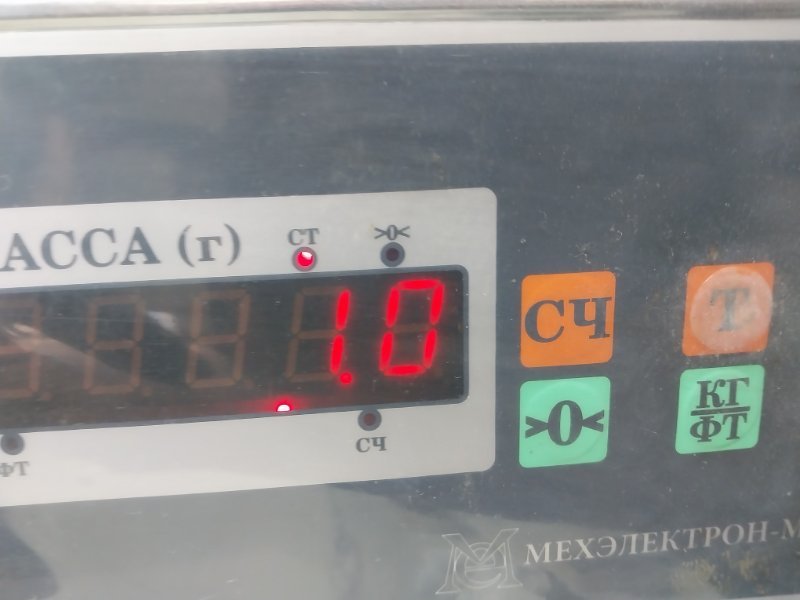 АССА (г)
СТ
>0<
1.0
СЧ
Т
>0<
КГ
ФТ
ФТ
СЧ
МЕХЭЛЕКТРОН-М